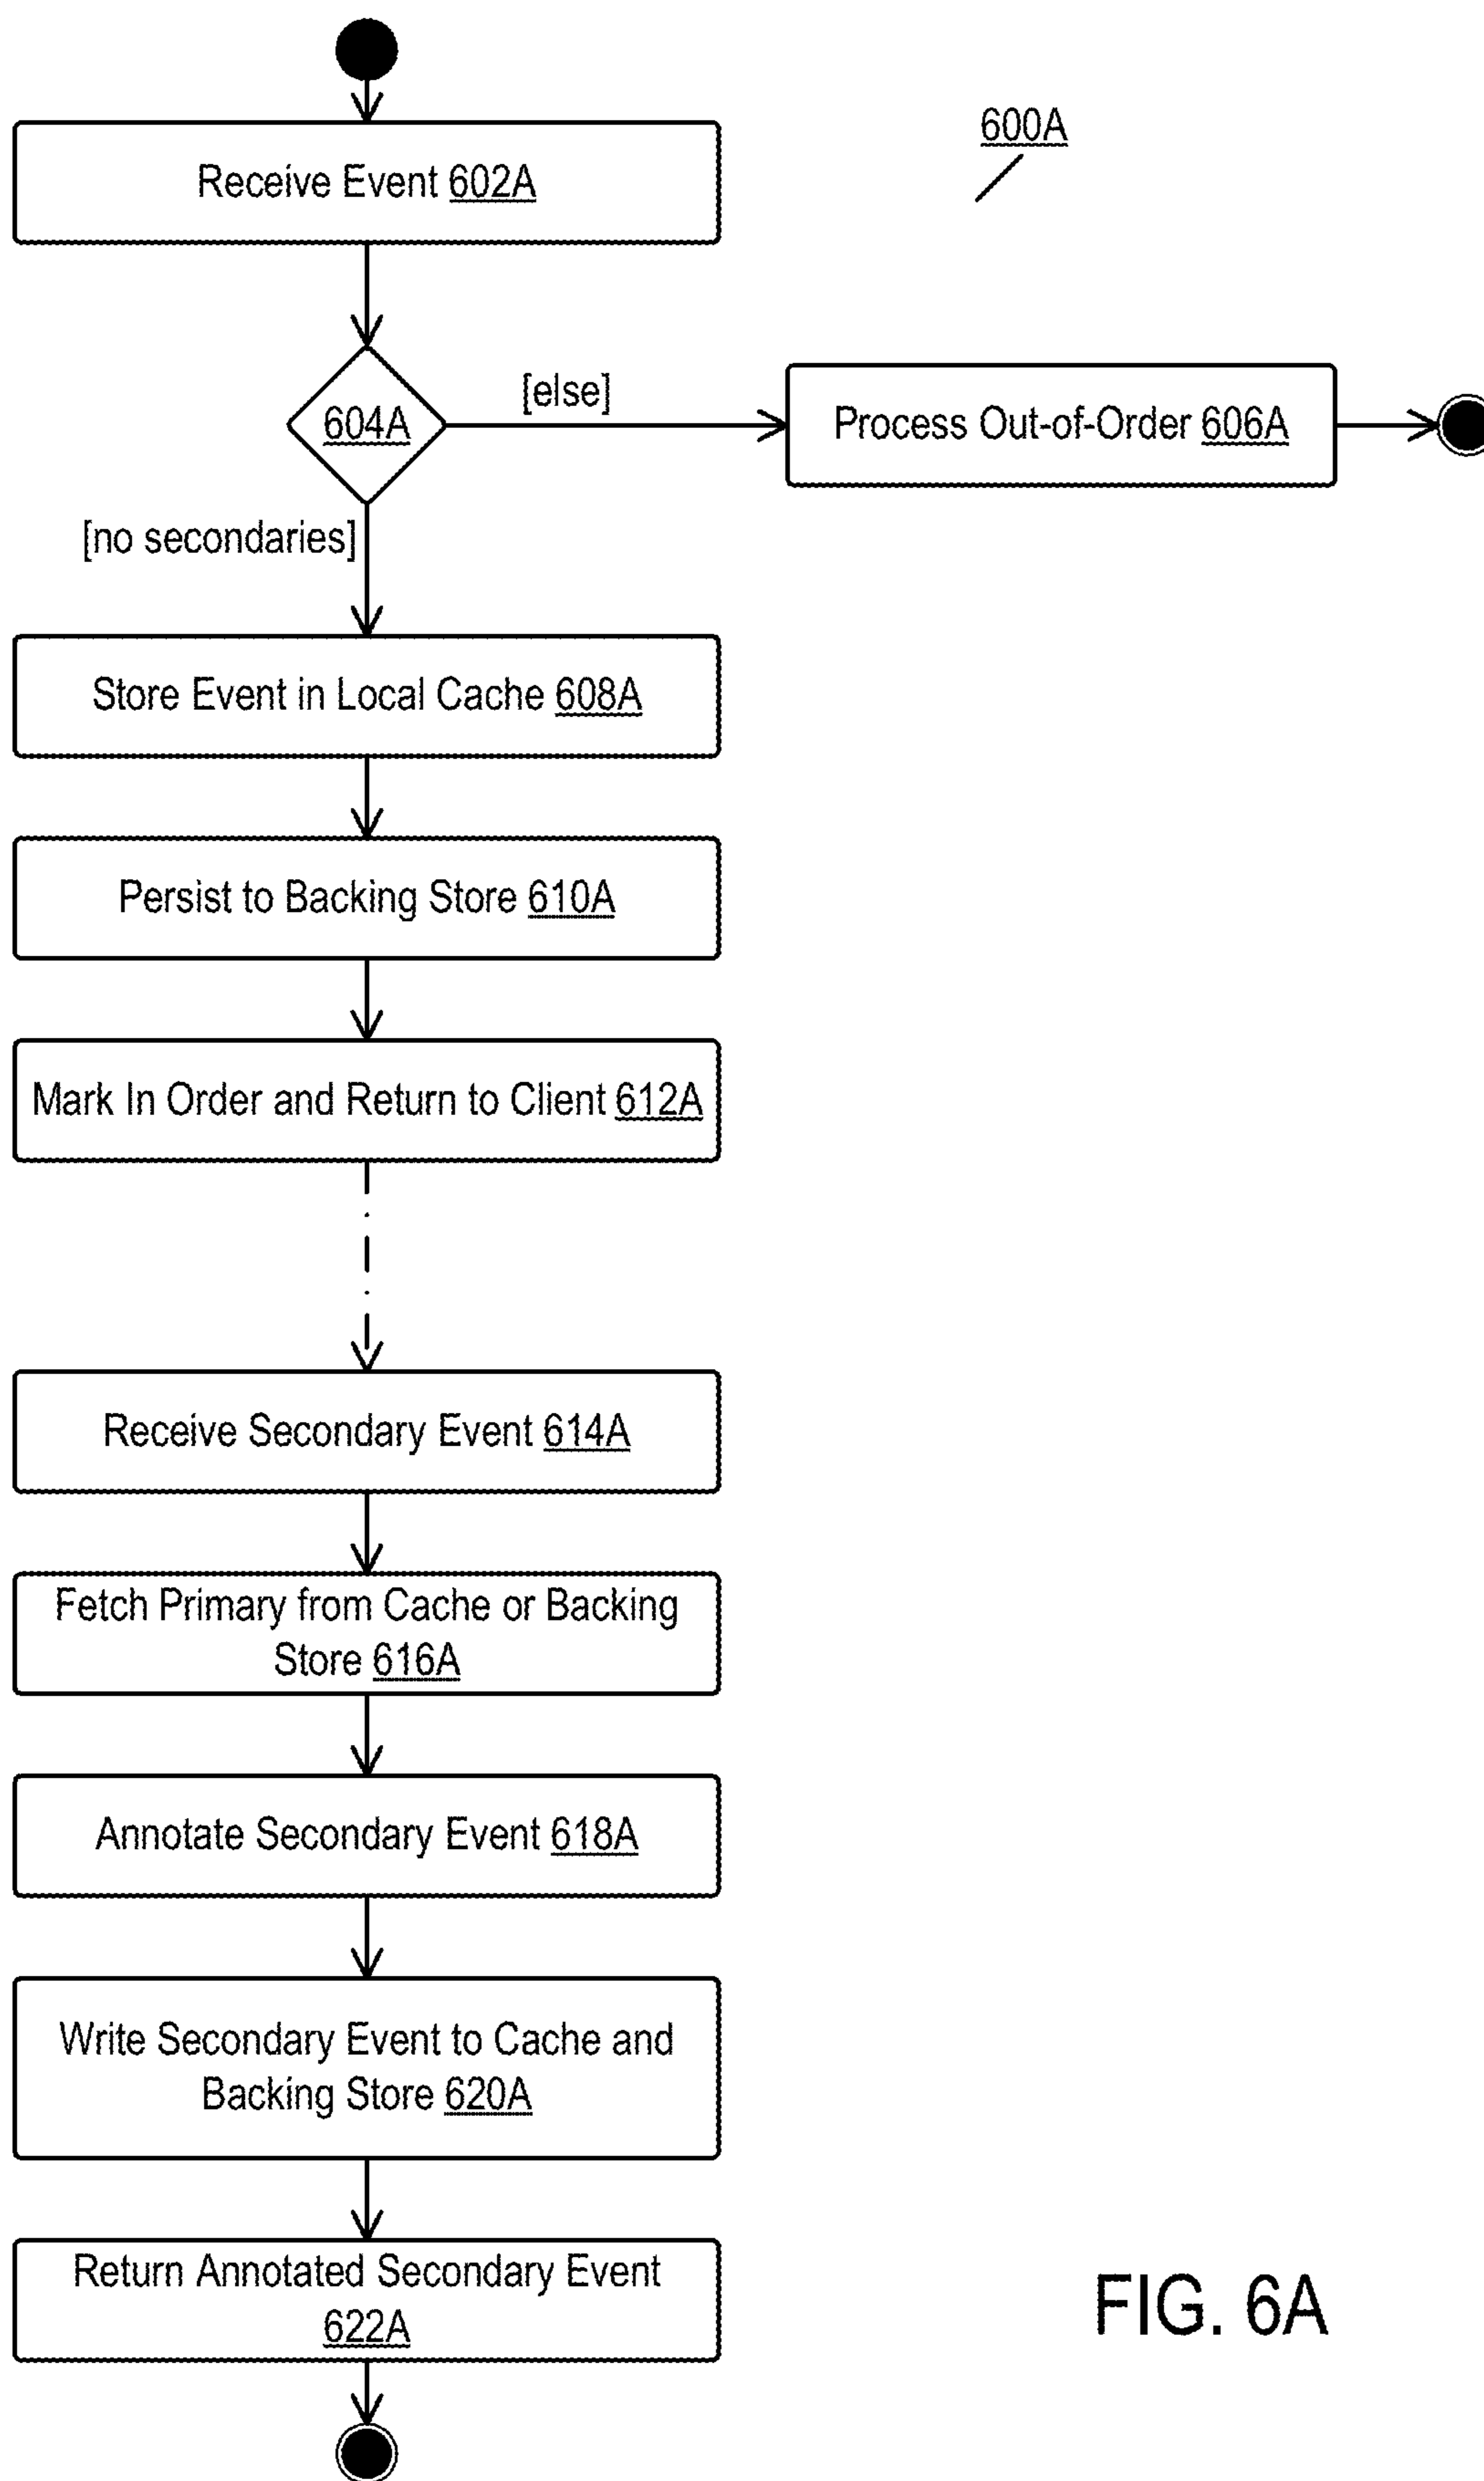 600A
Receive Event 602A
604A
[else]
Process Out-of-Order 606A
[no secondaries]
Store Event in Local Cache 608A
Persist to Backing Store 610A
Mark In Order and Return to Client 612A
Receive Secondary Event 614A
Fetch Primary from Cache or Backing
Store 616A
Annotate Secondary Event 618A
Write Secondary Event to Cache and
Backing Store 620A
Return Annotated Secondary Event
622A
FIG. 6A